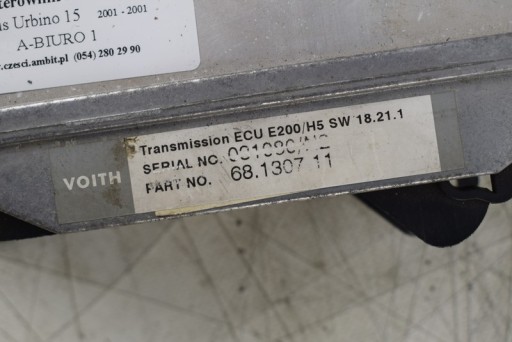 is Urbino 15 2001 - 2001
A-BIURO 1
.czesci.ambit.pl (054) 280 29 90
VOITH
Transmission ECU E200/H5 SW 18.21.1
SERIAL NO.
PART NO. 68.1307 11